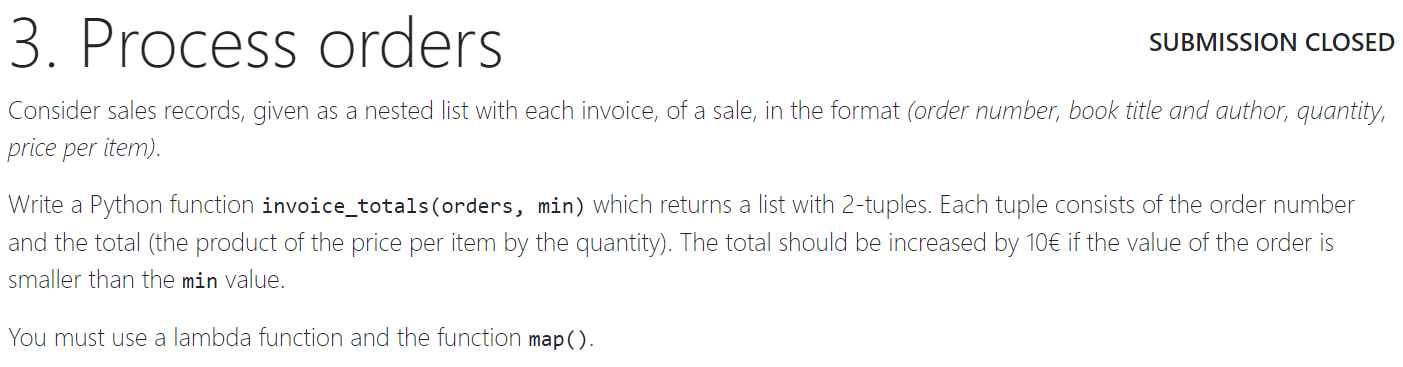 3. Process orders
SUBMISSION CLOSED
Consider sales records, given as a nested list with each invoice, of a sale, in the format (order number, book title and author, quantity,
price per item).
Write a Python function invoice_totals(orders, min) which returns a list with 2-tuples. Each tuple consists of the order number
and the total (the product of the price per item by the quantity). The total should be increased by 10€ if the value of the order is
smaller than the min value.
You must use a lambda function and the function map().